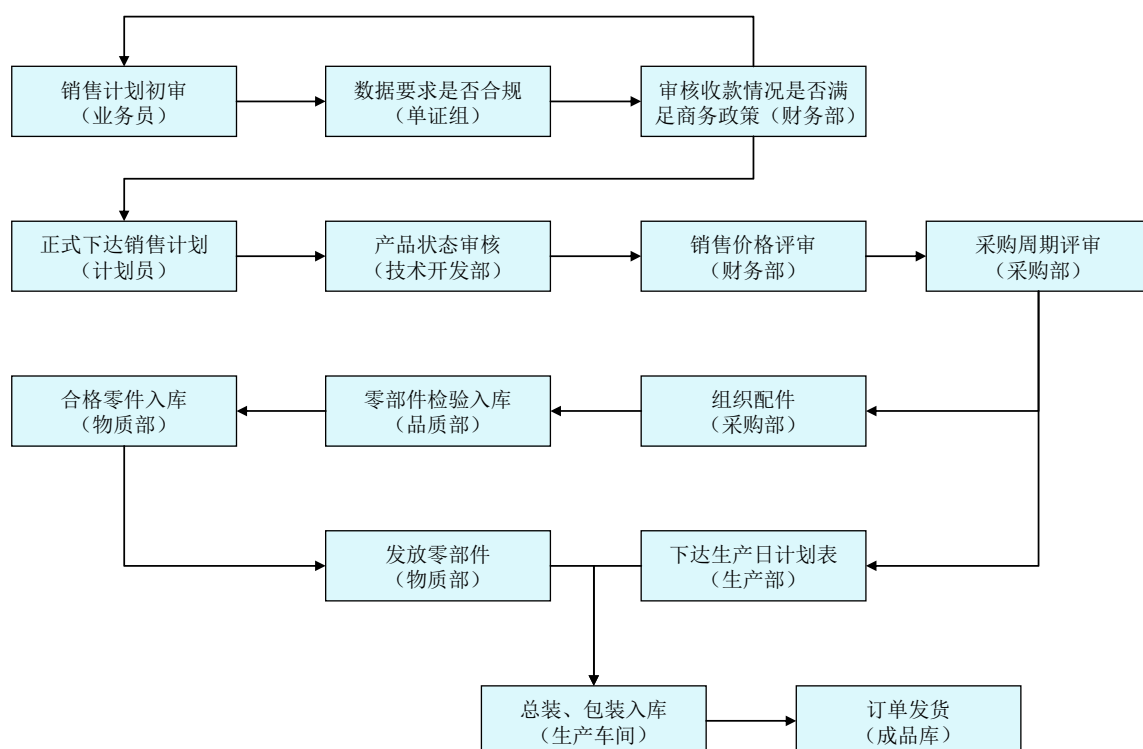 销售计划初审
（业务员）
数据要求是否合规
（单证组）
审核收款情况是否满
足商务政策（财务部）
正式下达销售计划
（计划员）
产品状态审核
（技术开发部）
销售价格评审
（财务部）
采购周期评审
（采购部）
合格零件入库
（物质部）
零部件检验入库
（品质部）
组织配件
（采购部）
发放零部件
（物质部）
下达生产日计划表
（生产部）
总装、包装入库
（生产车间）
订单发货
（成品库）